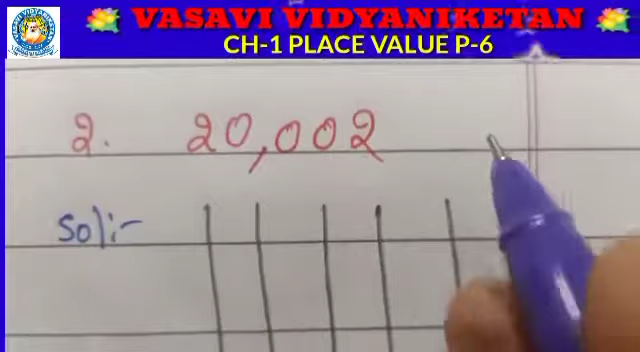 VASAVI VIDYANIKETAN
CH-1 PLACE VALUE P-6
2. 20,002
Sol:-